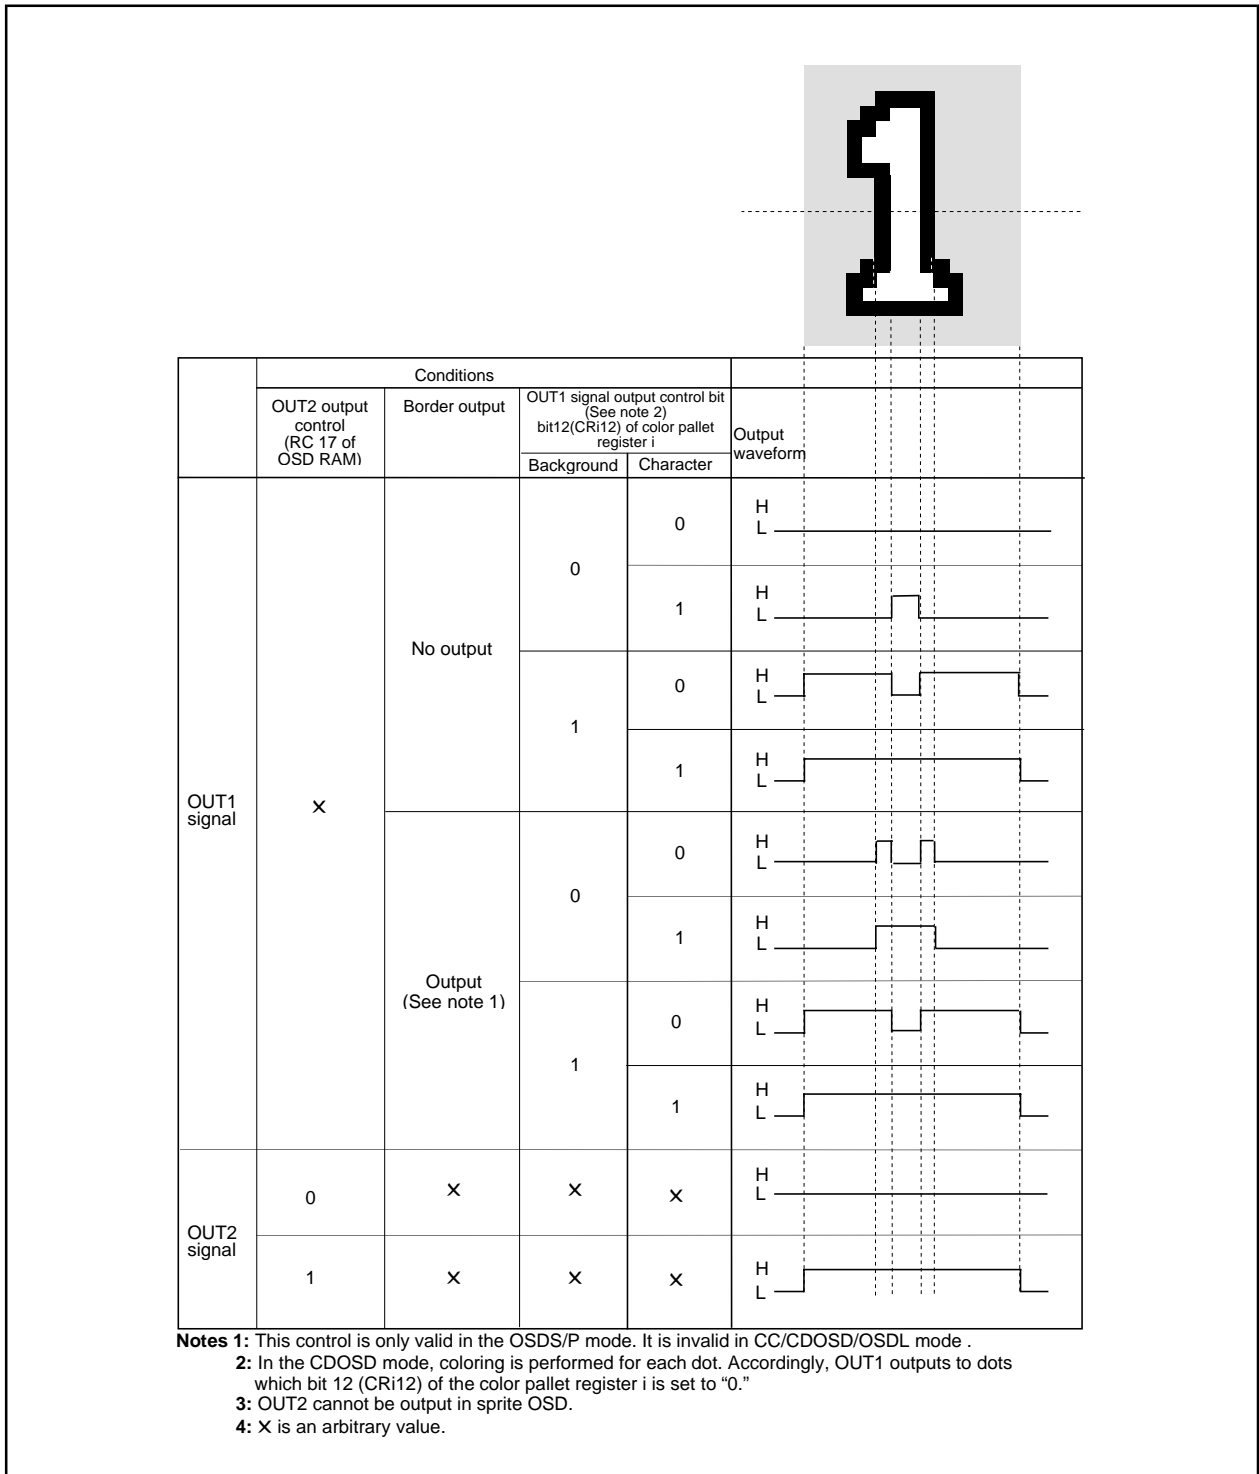 Conditions
OUT2 output
control
(RC 17 of
OSD RAM)
Border output
OUT1 signal output control bit
(See note 2)
bit12(CRi12) of color pallet
register i
Background
Character
Output
waveform
OUT1
signal
×
No output
0
0
H
L
1
H
L
1
0
H
L
1
H
L
Output
(See note 1)
0
0
H
L
1
H
L
1
0
H
L
1
H
L
OUT2
signal
0
×
×
×
H
L
1
×
×
×
H
L
Notes 1: This control is only valid in the OSDS/P mode. It is invalid in CC/CDOSD/OSDL mode .
2: In the CDOSD mode, coloring is performed for each dot. Accordingly, OUT1 outputs to dots
which bit 12 (CRi12) of the color pallet register i is set to “0.”
3: OUT2 cannot be output in sprite OSD.
4: × is an arbitrary value.